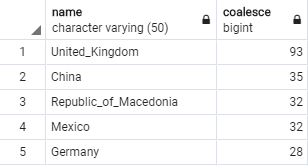 name coalesce
character varying (50) bigint
1 United_Kingdom 93
2 China 35
3 Republic_of_Macedonia 32
4 Mexico 32
5 Germany 28